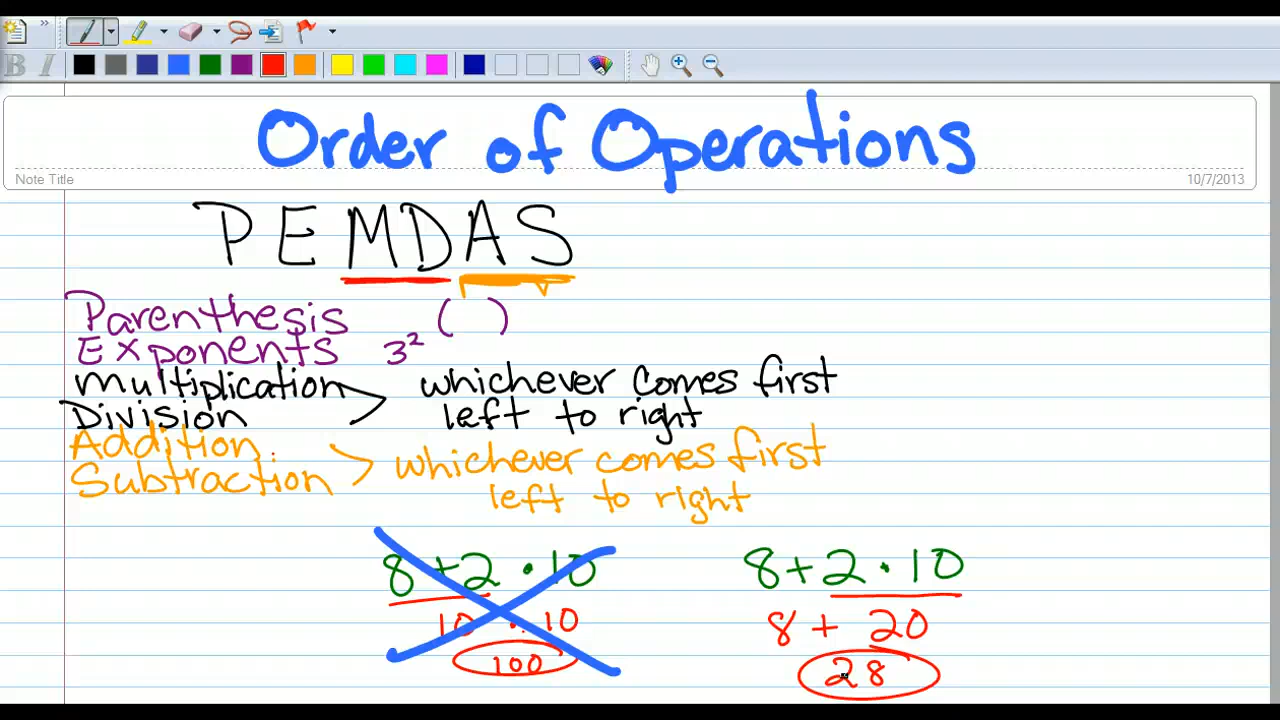 B I
Order of Operations
Note Title
10/7/2013
PEMDAS
Parenthesis ( )
Exponents 3²
multiplication > whichever comes first
Division left to right
Addition > whichever comes first
Subtraction left to right
8 + 2 · 10
10 · 10
100
8 + 2 · 10
8 + 20
28